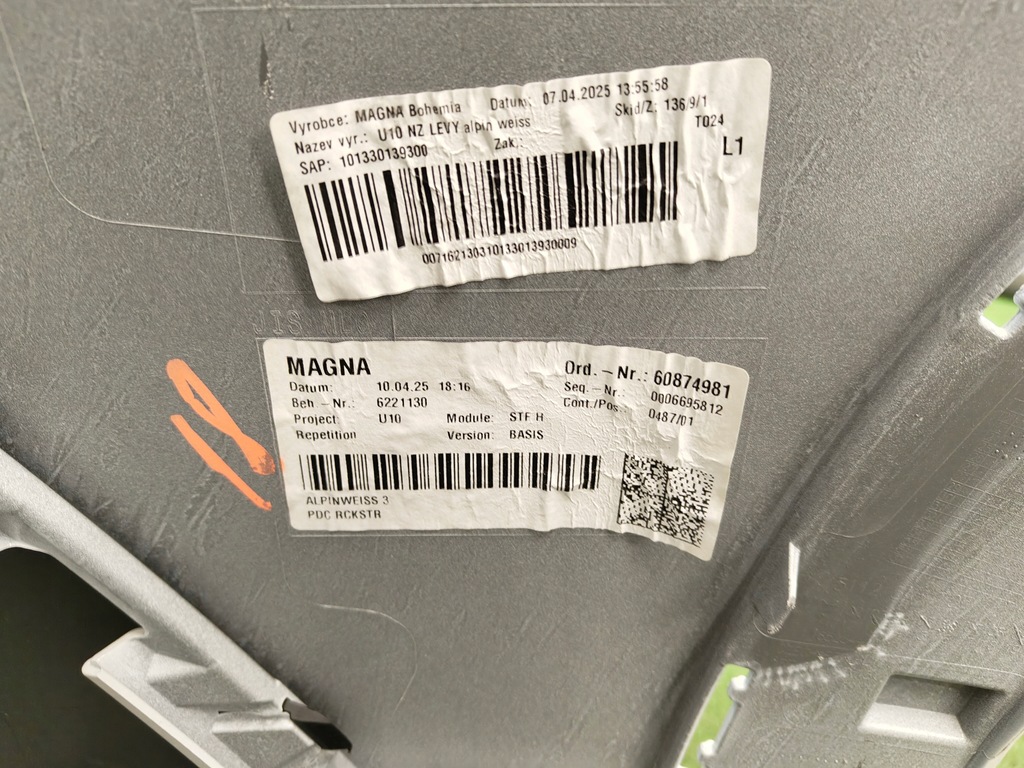 Vyrobce: MAGNA Bohemia Datum: 07.04.2025 13:55:58
Nazev vyr.: U10 NZ LEVY alpin weiss Skid/Z: 136/9/1
SAP: 101330139300 Zak.: T024
L1
007162130310133013930009
MAGNA Ord. - Nr.: 60874981
Datum: 10.04.25 18:16 Seq. - Nr.: 0006695812
Beh - Nr.: 6221130 Cont./Pos. 0487/01
Project U10 Module: STF H
Repetition Version: BASIS
ALPINWEISS 3
PDC RCKSTR